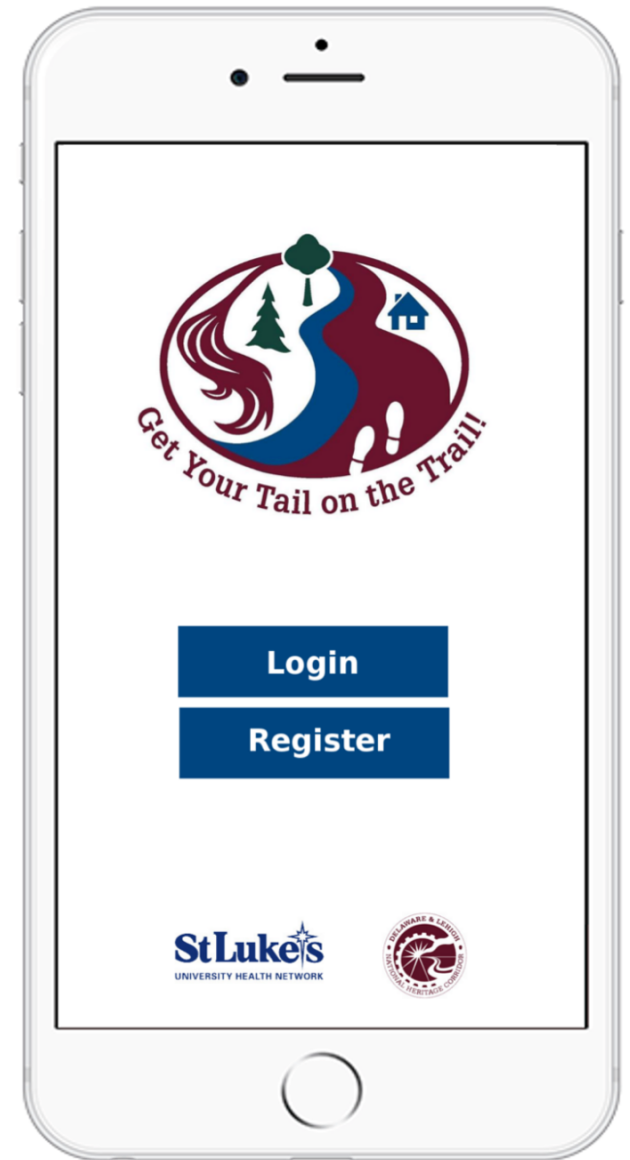 Get Your Tail on the Trail!
Login
Register
StLuke's
UNIVERSITY HEALTH NETWORK
DELAWARE & LEHIGH
NATIONAL HERITAGE CORRIDOR